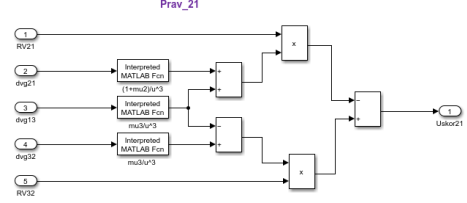 Prav_21
1
RV21
x
2
dvg21
Interpreted
MATLAB Fcn
(1+mu2)/u^3
+
+
3
dvg13
Interpreted
MATLAB Fcn
mu3/u^3
−
+
1
Uskor21
4
dvg32
Interpreted
MATLAB Fcn
mu3/u^3
−
+
x
5
RV32